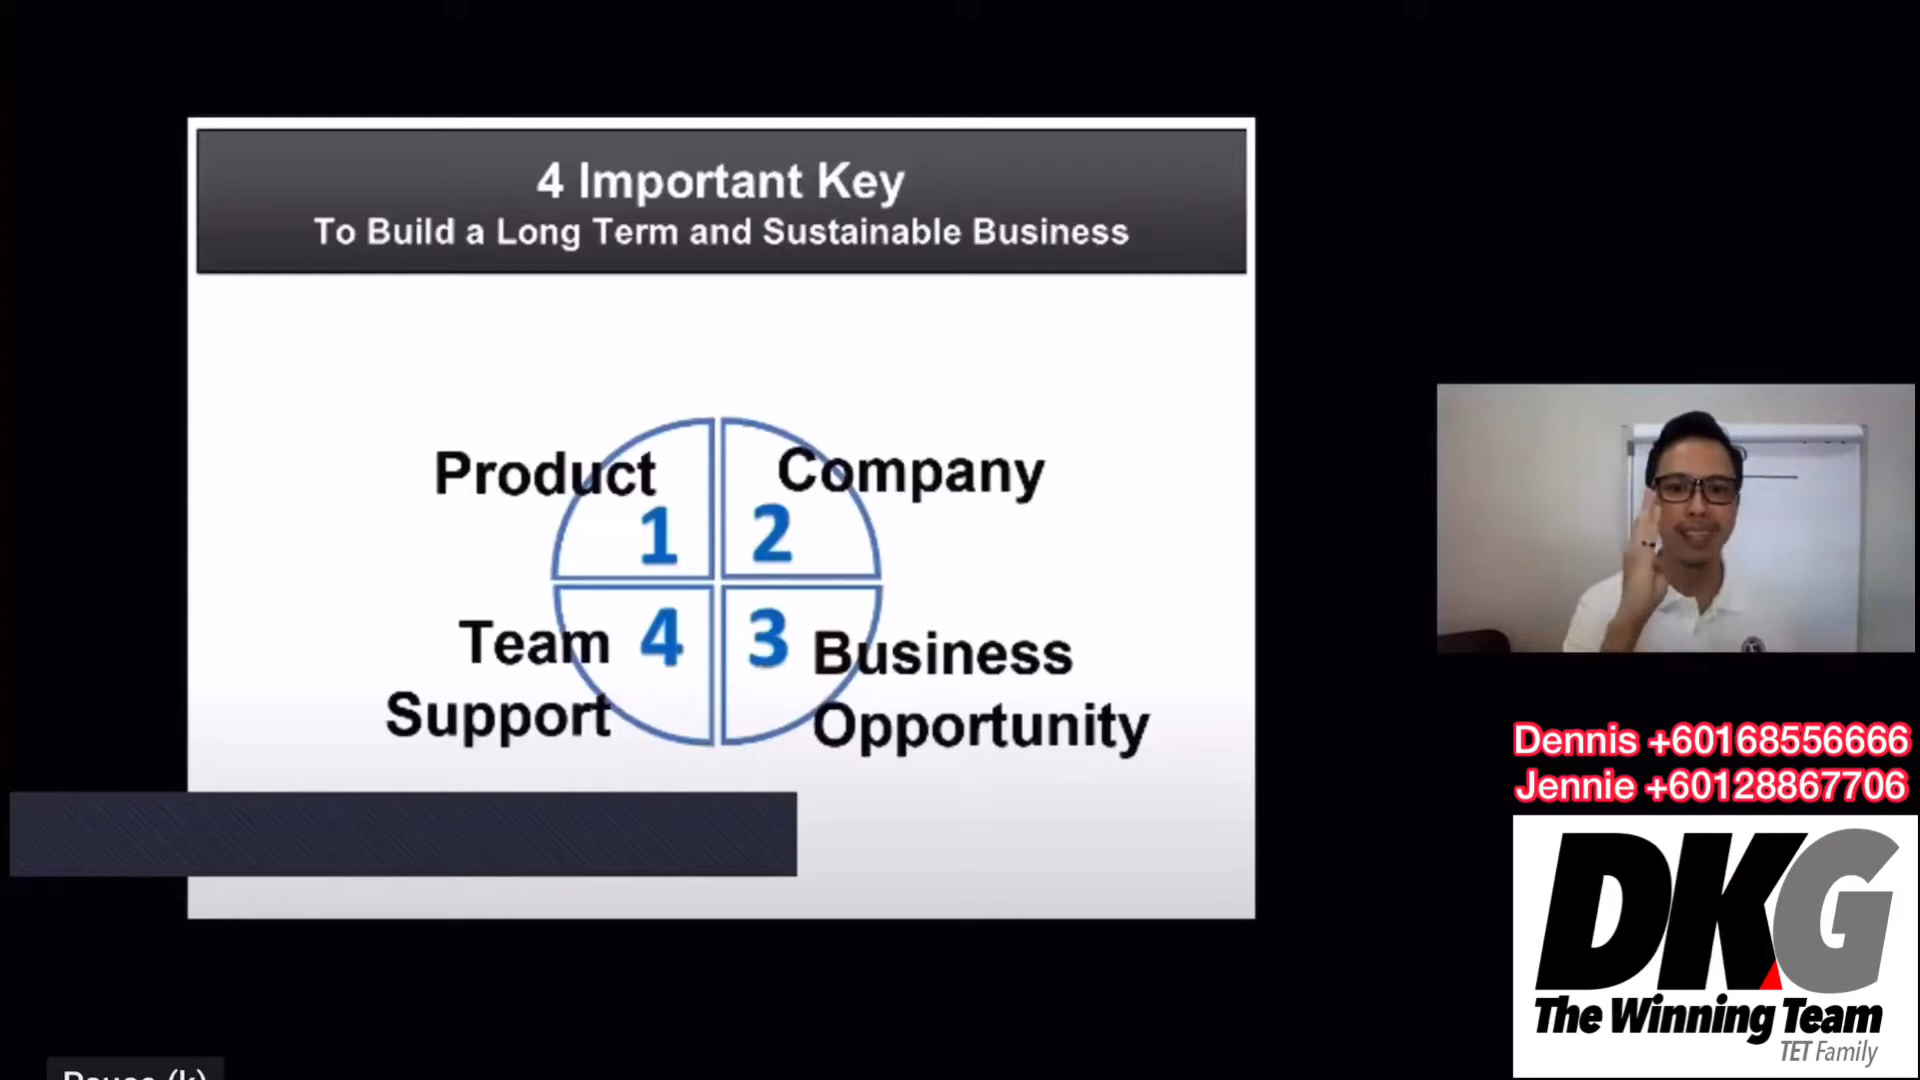 4 Important Key
To Build a Long Term and Sustainable Business
Product
Company
1
2
Team
Support
4
3
Business
Opportunity
Dennis +60168556666
Jennie +60128867706
DKG
The Winning Team
TET Family
Pause (k)